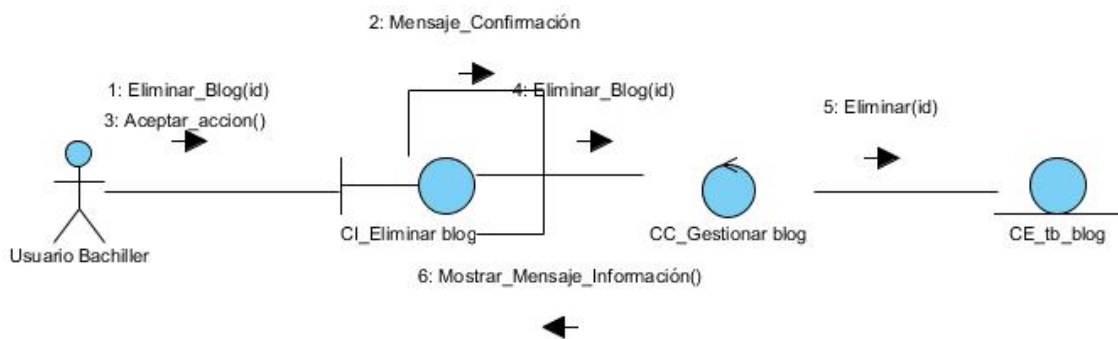 2: Mensaje_Confirmación
1: Eliminar_Blog(id)
4: Eliminar_Blog(id)
3: Aceptar_accion()
5: Eliminar(id)
Usuario Bachiller
CI_Eliminar blog
CC_Gestionar blog
CE_tb_blog
6: Mostrar_Mensaje_Información()